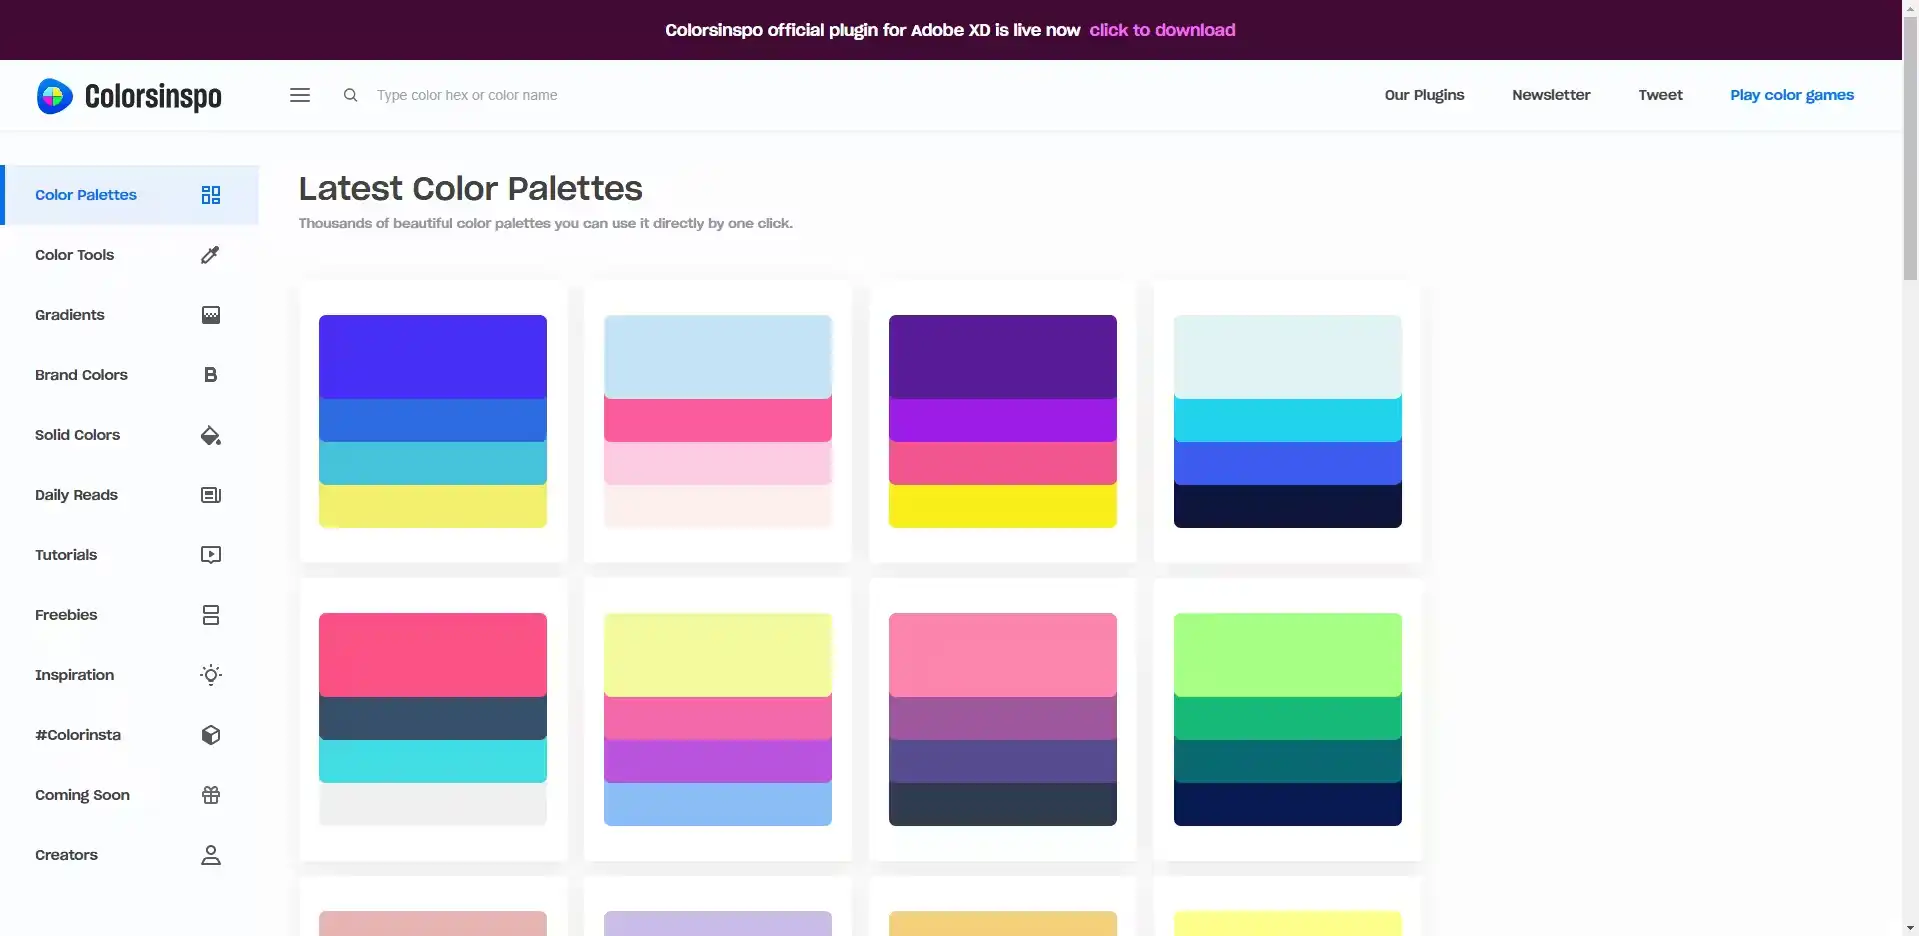 Colorsinspo official plugin for Adobe XD is live now click to download
Colorsinspo
Type color hex or color name
Our Plugins
Newsletter
Tweet
Play color games
Color Palettes
Color Tools
Gradients
Brand Colors
B
Solid Colors
Daily Reads
Tutorials
Freebies
Inspiration
#Colorinsta
Coming Soon
Creators
Latest Color Palettes
Thousands of beautiful color palettes you can use it directly by one click.